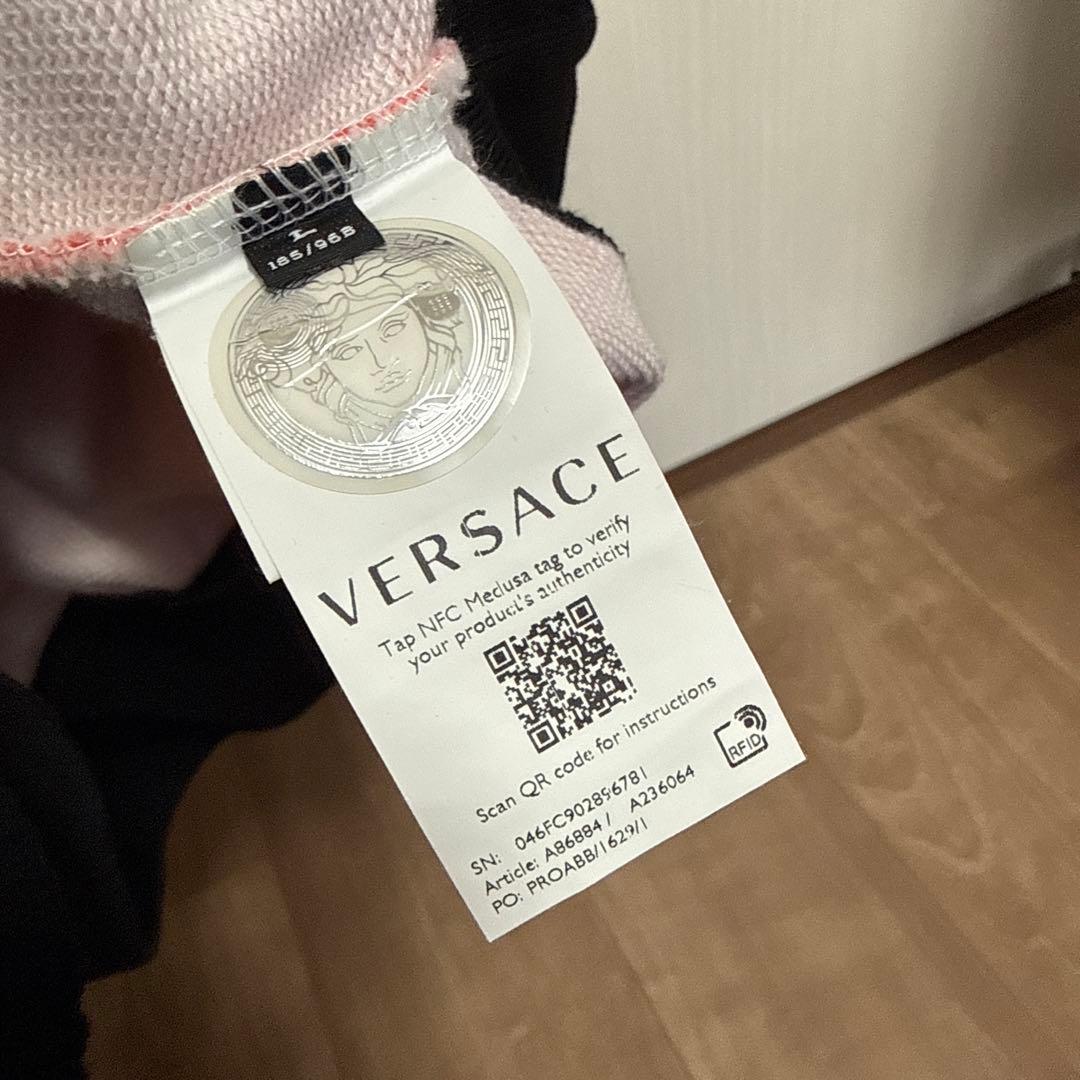 L
185/96B
VERSACE
Tap NFC Medusa tag to verify
your product's authenticity
Scan QR code for instructions
RFID
SN: 046FC902896781
Article: A86884 / A236064
PO: PROABB/1629/1